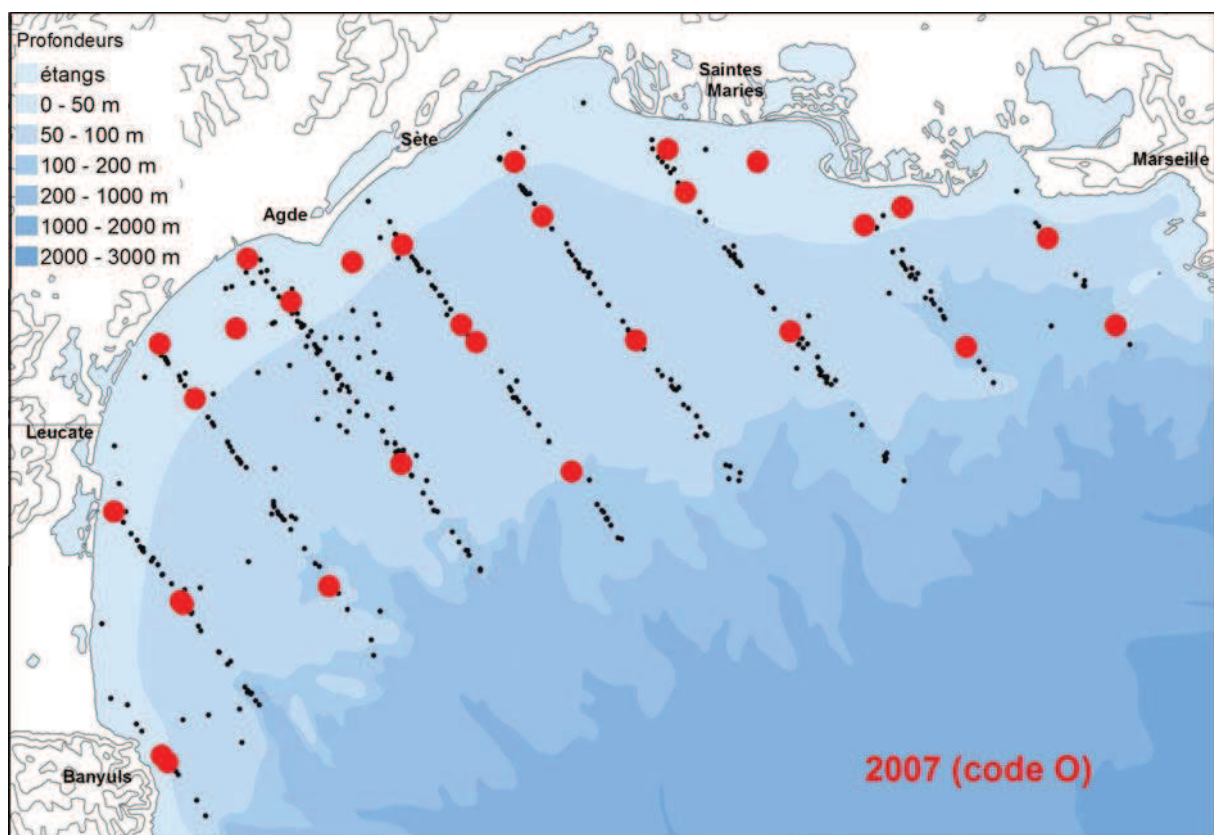 Profondeurs
étangs
0 - 50 m
50 - 100 m
100 - 200 m
200 - 1000 m
1000 - 2000 m
2000 - 3000 m
Saintes
Maries
Sète
Marseille
Agde
Leucate
Banyuls
2007 (code O)